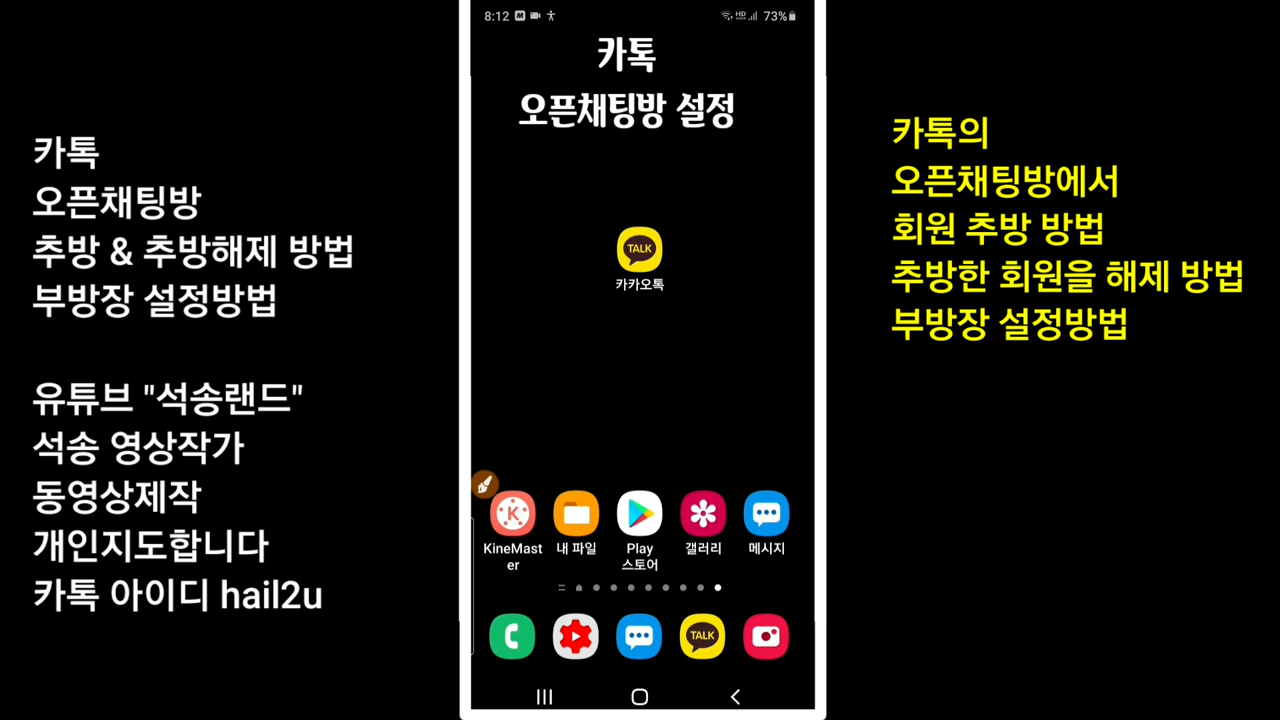 카톡
오픈채팅방
추방 & 추방해제 방법
부방장 설정방법
유튜브 "석송랜드"
석송 영상작가
동영상제작
개인지도합니다
카톡 아이디 hail2u
8:12 M HD 73%
카톡
오픈채팅방 설정
TALK
카카오톡
K
KineMast
er
내 파일
Play
스토어
갤러리
메시지
TALK
카톡의
오픈채팅방에서
회원 추방 방법
추방한 회원을 해제 방법
부방장 설정방법